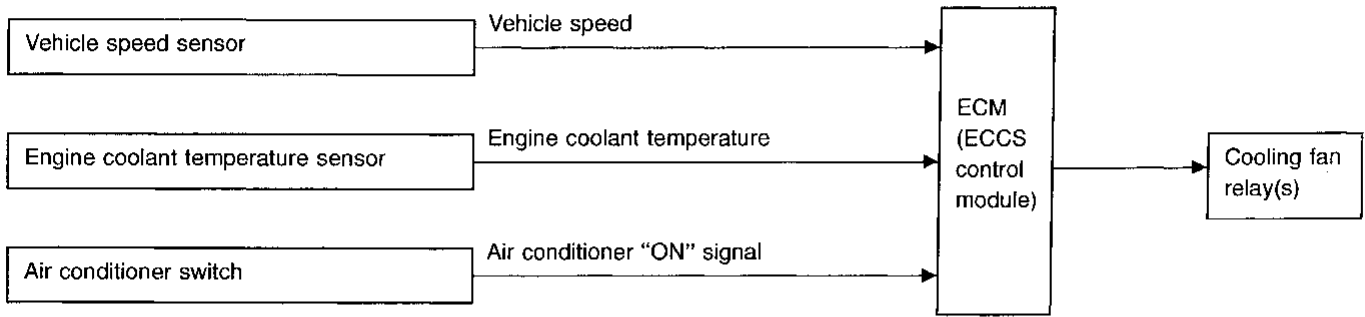 Vehicle speed sensor
Vehicle speed
Engine coolant temperature sensor
Engine coolant temperature
Air conditioner switch
Air conditioner “ON” signal
ECM
(ECCS
control
module)
Cooling fan
relay(s)